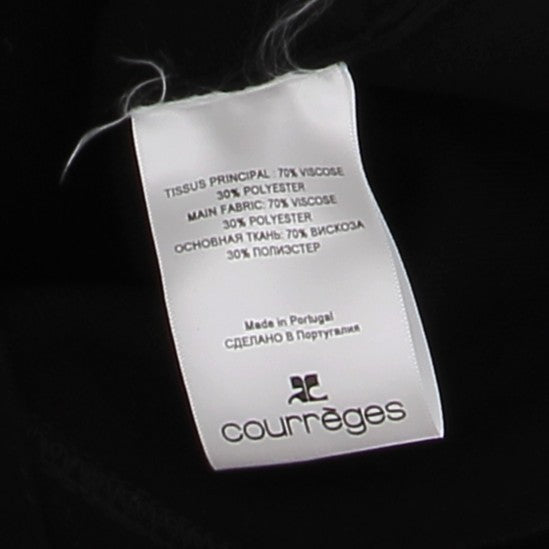 TISSUS PRINCIPAL : 70% VISCOSE
30% POLYESTER
MAIN FABRIC: 70% VISCOSE
30% POLYESTER
ОСНОВНАЯ ТКАНЬ: 70% ВИСКОЗА
30% ПОЛИЭСТЕР
Made in Portugal
СДЕЛАНО В Португалия
courrèges